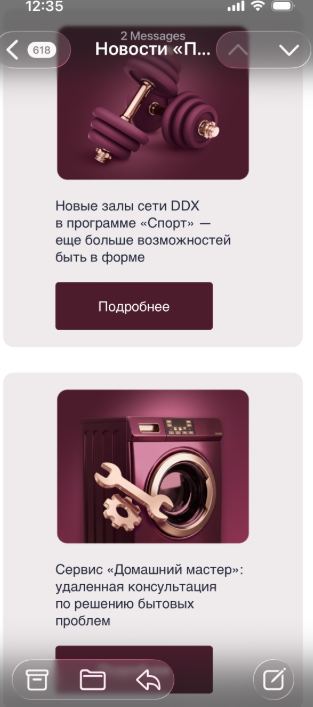 12:35
2 Messages
618
Новости «П...
Новые залы сети DDX
в программе «Спорт» —
еще больше возможностей
быть в форме
Подробнее
Сервис «Домашний мастер»:
удаленная консультация
по решению бытовых
проблем